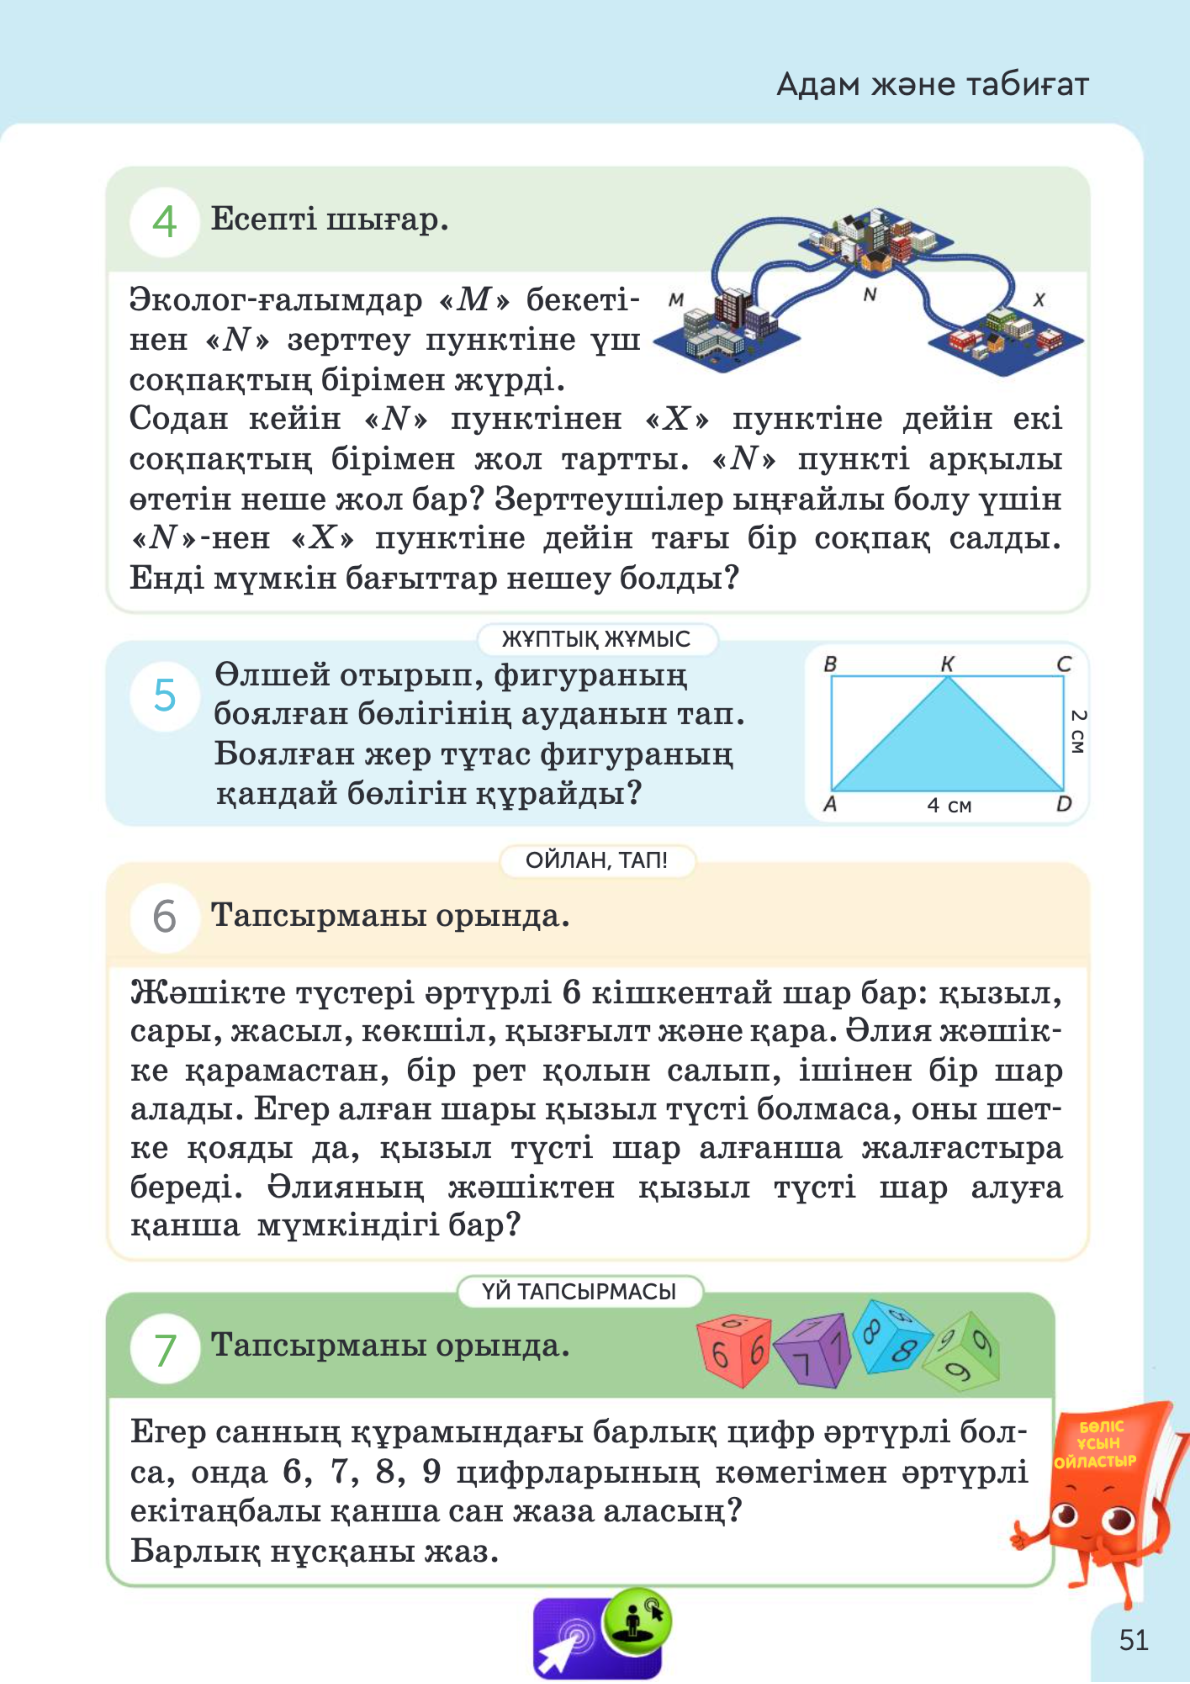 Адам және табиғат
4 Есепті шығар.
Эколог-ғалымдар «M» бекеті-
нен «N» зерттеу пунктіне үш
соқпақтың бірімен жүрді.
M
N
X
Содан кейін «N» пунктінен «X» пунктіне дейін екі
соқпақтың бірімен жол тартты. «N» пункті арқылы
өтетін неше жол бар? Зерттеушілер ыңғайлы болу үшін
«N»-нен «X» пунктіне дейін тағы бір соқпақ салды.
Енді мүмкін бағыттар нешеу болды?
ЖҰПТЫҚ ЖҰМЫС
5 Өлшей отырып, фигураның
боялған бөлігінің ауданын тап.
Боялған жер тұтас фигураның
қандай бөлігін құрайды?
B K C
2 см
A 4 см D
ОЙЛАН, ТАП!
6 Тапсырманы орында.
Жәшікте түстері әртүрлі 6 кішкентай шар бар: қызыл,
сары, жасыл, көкшіл, қызғылт және қара. Әлия жәшік-
ке қарамастан, бір рет қолын салып, ішінен бір шар
алады. Егер алған шары қызыл түсті болмаса, оны шет-
ке қояды да, қызыл түсті шар алғанша жалғастыра
береді. Әлияның жәшіктен қызыл түсті шар алуға
қанша мүмкіндігі бар?
ҮЙ ТАПСЫРМАСЫ
7 Тапсырманы орында.
6 6 6 7 7 7 8 8 8 9 9 9
Егер санның құрамындағы барлық цифр әртүрлі бол-
са, онда 6, 7, 8, 9 цифрларының көмегімен әртүрлі
екітаңбалы қанша сан жаза аласың?
Барлық нұсқаны жаз.
БӨЛІС
ҰСЫН
ОЙЛАСТЫР
51